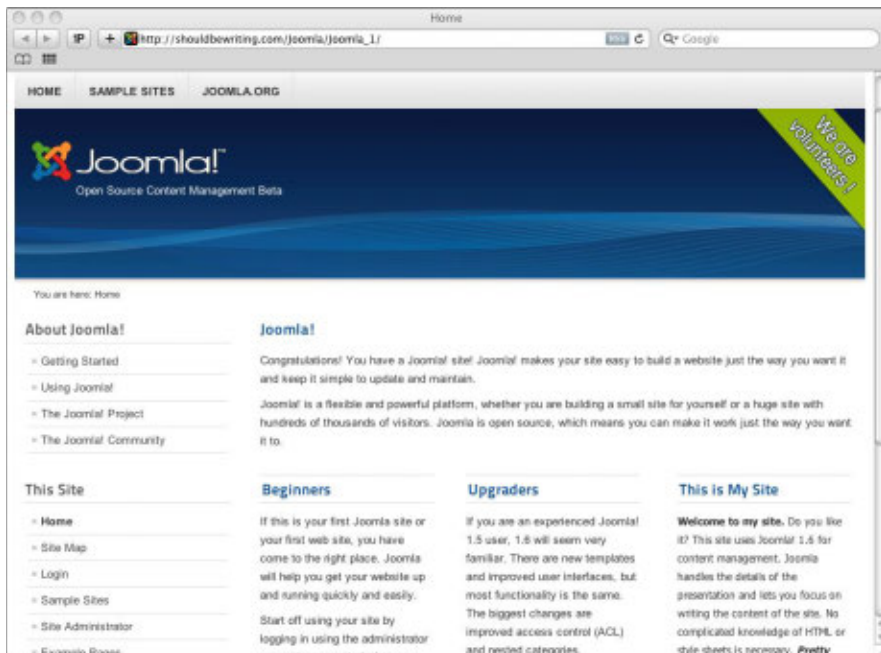 Home
http://shouldbewriting.com/Joomla/Joomla_1/
RSS
Google
HOME SAMPLE SITES JOOMLA.ORG
We are
volunteers!
Joomla!™
Open Source Content Management Beta
You are here: Home
About Joomla!
Getting Started
Using Joomla!
The Joomla! Project
The Joomla! Community
Joomla!
Congratulations! You have a Joomla! site! Joomla! makes your site easy to build a website just the way you want it
and keep it simple to update and maintain.
Joomla! is a flexible and powerful platform, whether you are building a small site for yourself or a huge site with
hundreds of thousands of visitors. Joomla is open source, which means you can make it work just the way you want
it to.
This Site
Home
Site Map
Login
Sample Sites
Site Administrator
Example Pages
Beginners
If this is your first Joomla site or
your first web site, you have
come to the right place. Joomla
will help you get your website up
and running quickly and easily.
Start off using your site by
logging in using the administrator
Upgraders
If you are an experienced Joomla!
1.5 user, 1.6 will seem very
familiar. There are new templates
and improved user interfaces, but
most functionality is the same.
The biggest changes are
improved access control (ACL)
and nested categories.
This is My Site
Welcome to my site. Do you like
it? This site uses Joomla! 1.6 for
content management. Joomla
handles the details of the
presentation and lets you focus on
writing the content of the site. No
complicated knowledge of HTML or
style sheets is necessary. Pretty